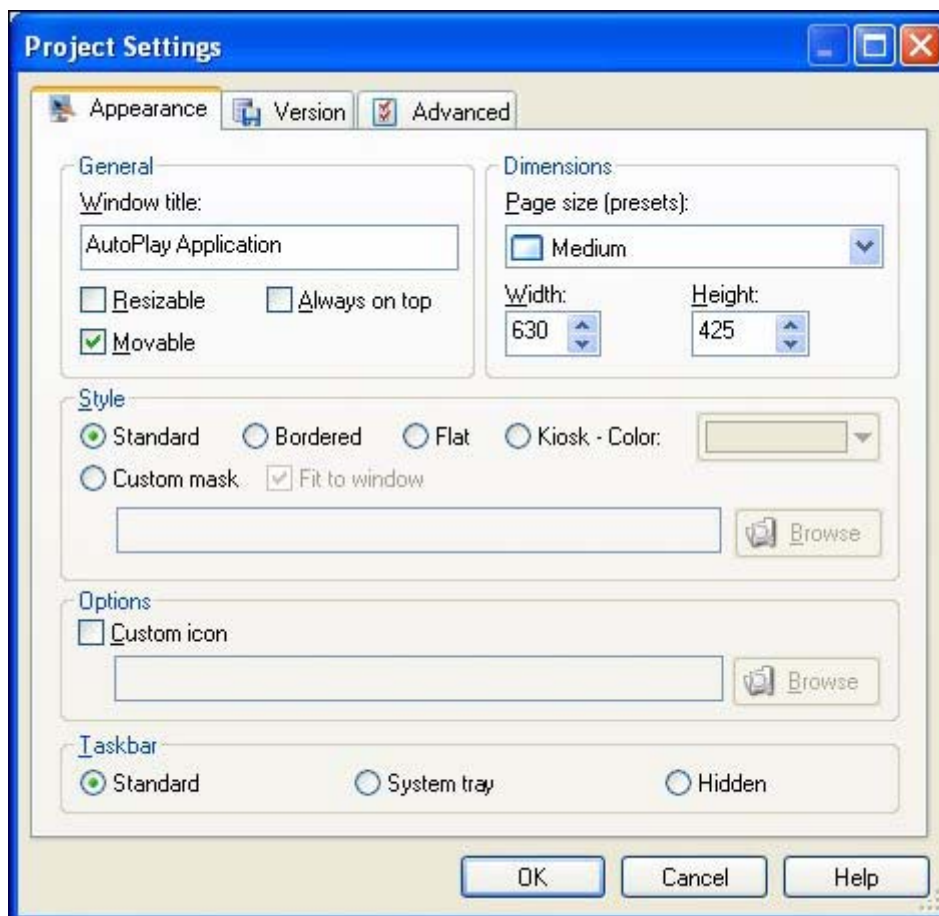 Project Settings
Appearance Version Advanced
General
Window title:
AutoPlay Application
Resizable Always on top
Movable
Dimensions
Page size (presets):
Medium
Width: Height:
630 425
Style
Standard Bordered Flat Kiosk - Color:
Custom mask Fit to window
Browse
Options
Custom icon
Browse
Taskbar
Standard System tray Hidden
OK Cancel Help